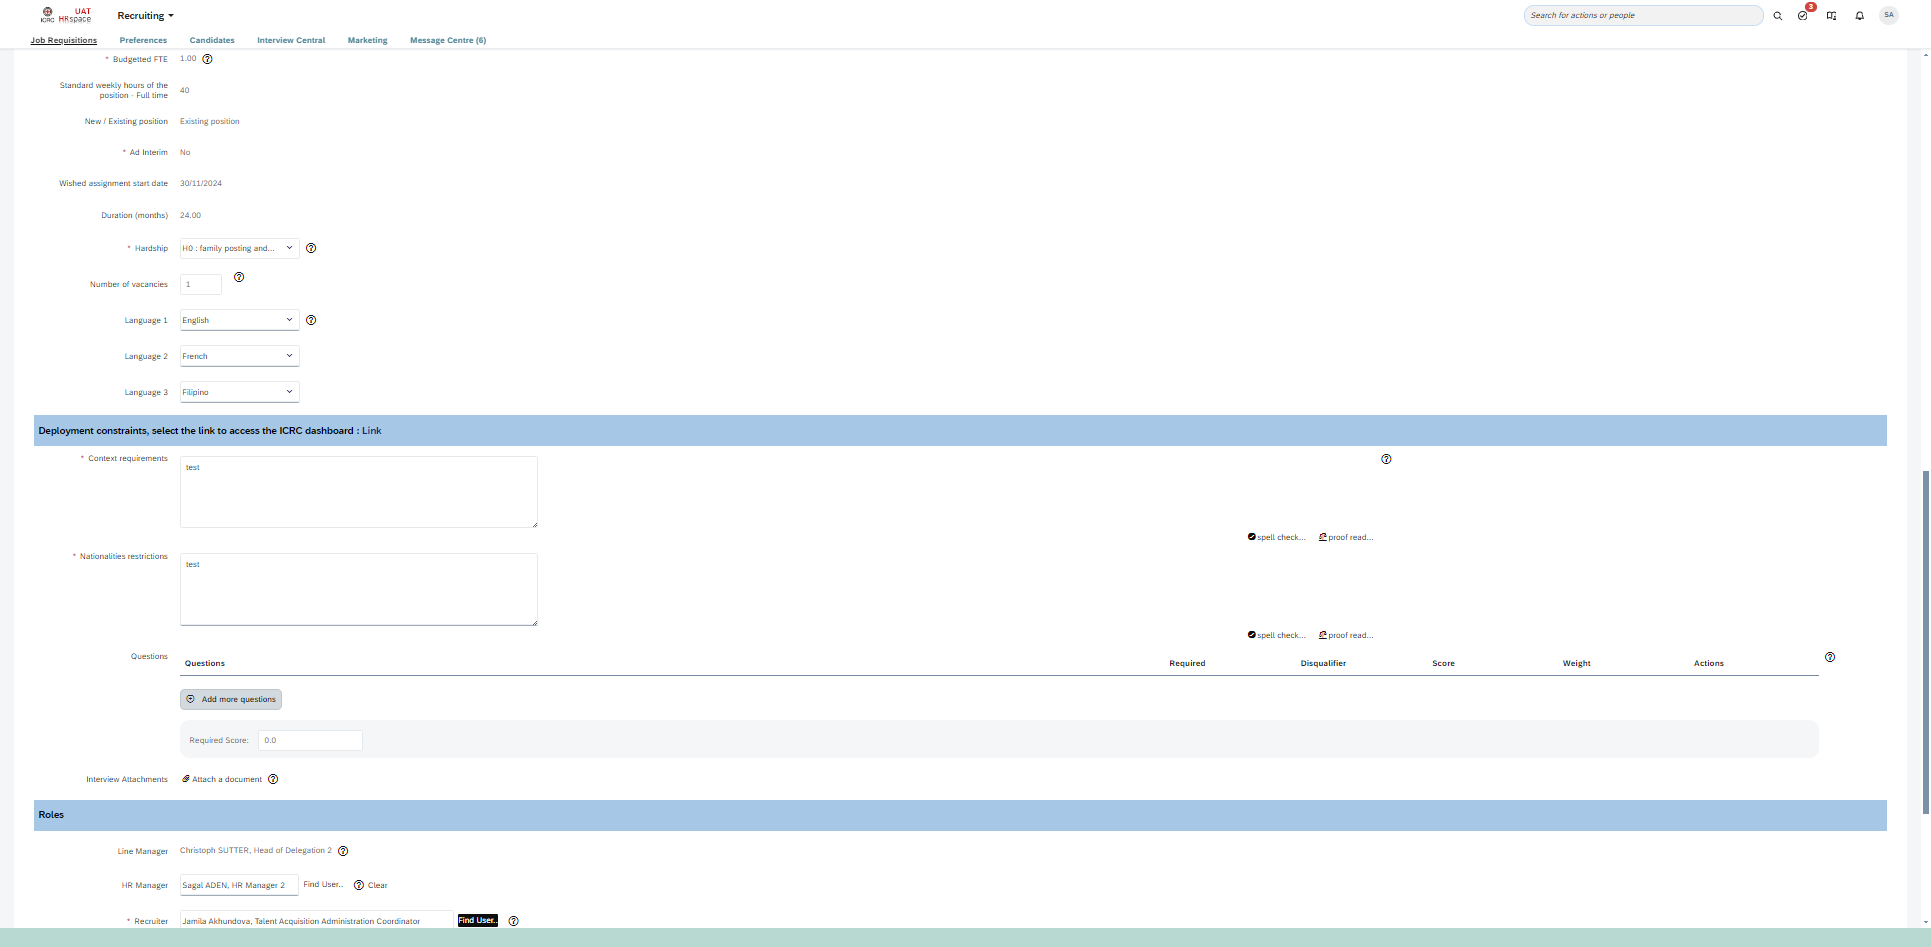 ICRC UAT HRspace
Recruiting
Search for actions or people
3
SA
Job Requisitions Preferences Candidates Interview Central Marketing Message Centre (6)
* Budgetted FTE 1.00
Standard weekly hours of the position - Full time 40
New / Existing position Existing position
* Ad Interim No
Wished assignment start date 30/11/2024
Duration (months) 24.00
* Hardship H0 : family posting and...
Number of vacancies 1
Language 1 English
Language 2 French
Language 3 Filipino
Deployment constraints, select the link to access the ICRC dashboard : Link
* Context requirements test
spell check... proof read...
* Nationalities restrictions test
spell check... proof read...
Questions
Questions Required Disqualifier Score Weight Actions
Add more questions
Required Score: 0.0
Interview Attachments Attach a document
Roles
Line Manager Christoph SUTTER, Head of Delegation 2
HR Manager Sagal ADEN, HR Manager 2 Find User.. Clear
* Recruiter Jamila Akhundova, Talent Acquisition Administration Coordinator Find User..